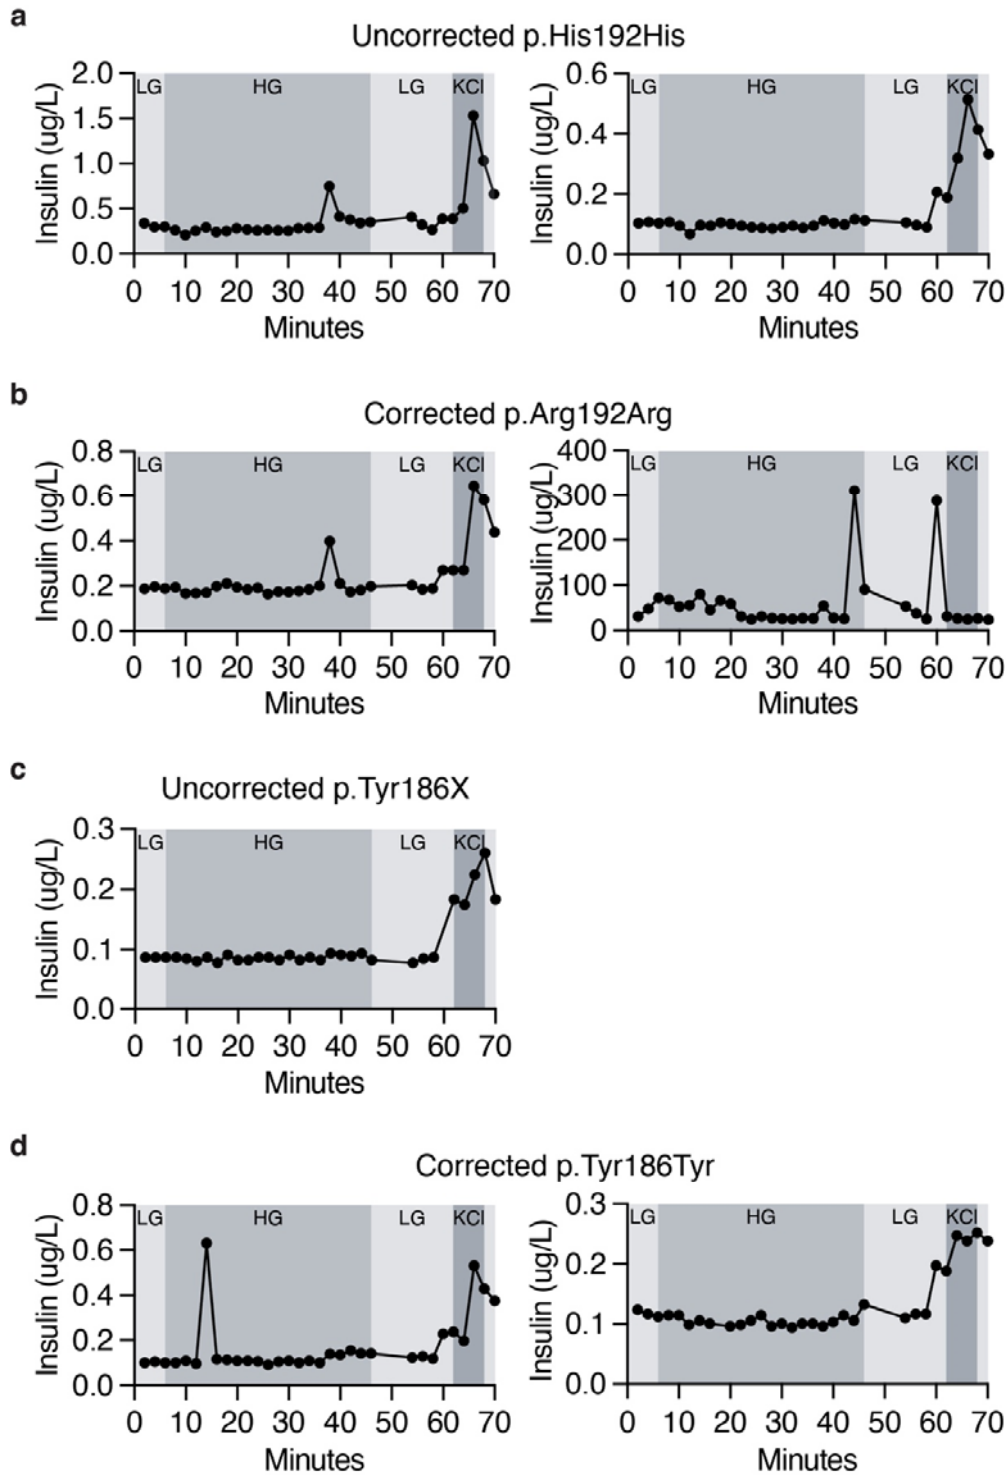 a
Uncorrected p.His192His
Insulin (ug/L)
2.0
1.5
1.0
0.5
0.0
LG HG LG KCl
0 10 20 30 40 50 60 70
Minutes
Insulin (ug/L)
0.6
0.4
0.2
0.0
LG HG LG KCl
0 10 20 30 40 50 60 70
Minutes
b
Corrected p.Arg192Arg
Insulin (ug/L)
0.8
0.6
0.4
0.2
0.0
LG HG LG KCl
0 10 20 30 40 50 60 70
Minutes
Insulin (ug/L)
400
300
200
100
0
LG HG LG KCl
0 10 20 30 40 50 60 70
Minutes
c
Uncorrected p.Tyr186X
Insulin (ug/L)
0.3
0.2
0.1
0.0
LG HG LG KCl
0 10 20 30 40 50 60 70
Minutes
d
Corrected p.Tyr186Tyr
Insulin (ug/L)
0.8
0.6
0.4
0.2
0.0
LG HG LG KCl
0 10 20 30 40 50 60 70
Minutes
Insulin (ug/L)
0.3
0.2
0.1
0.0
LG HG LG KCl
0 10 20 30 40 50 60 70
Minutes